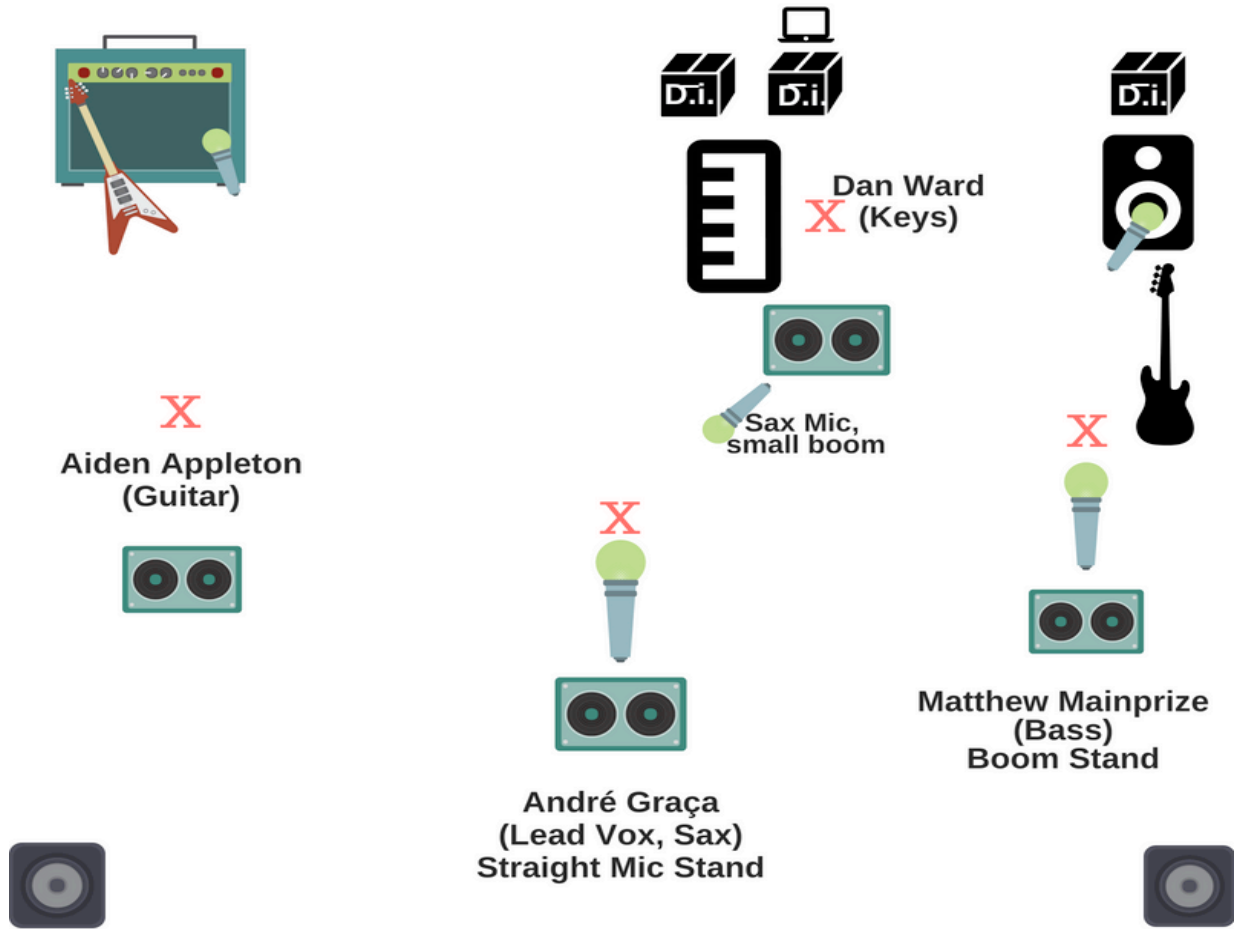 D.i.
D.i.
D.i.
Dan Ward
X (Keys)
Sax Mic,
small boom
X
Aiden Appleton
(Guitar)
X
X
Matthew Mainprize
(Bass)
Boom Stand
André Graça
(Lead Vox, Sax)
Straight Mic Stand